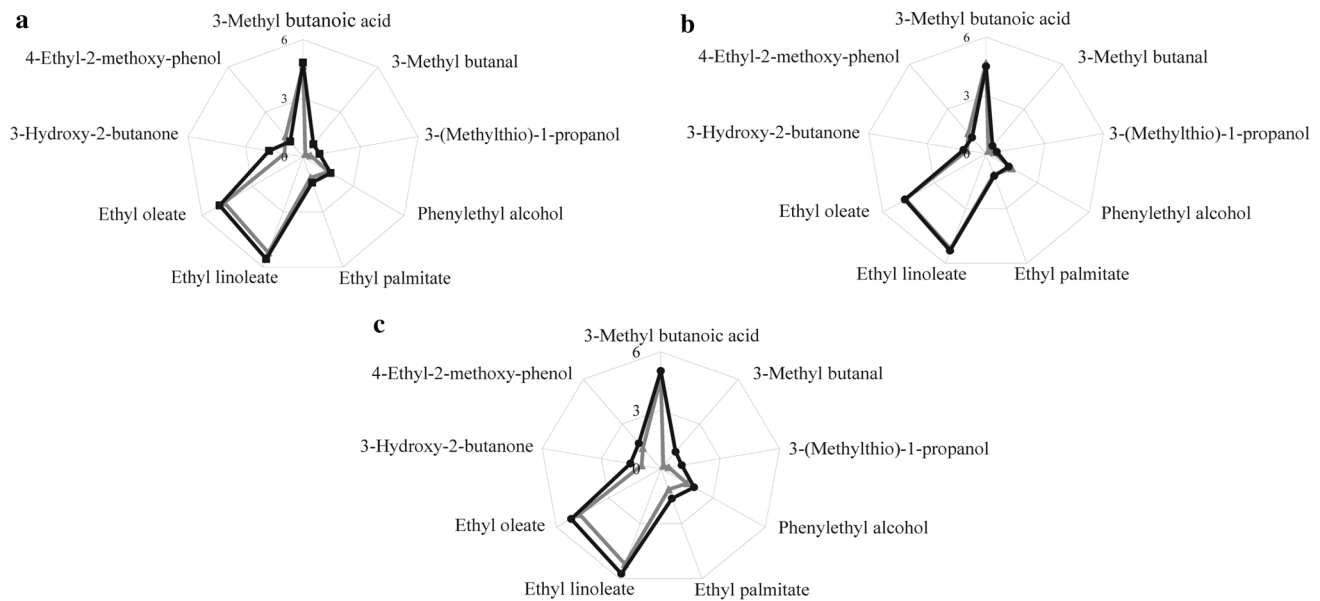 a
3-Methyl butanoic acid
6
4-Ethyl-2-methoxy-phenol
3-Methyl butanal
3
3-Hydroxy-2-butanone
3-(Methylthio)-1-propanol
0
Ethyl oleate
Phenylethyl alcohol
Ethyl linoleate
Ethyl palmitate
b
3-Methyl butanoic acid
6
4-Ethyl-2-methoxy-phenol
3-Methyl butanal
3
3-Hydroxy-2-butanone
3-(Methylthio)-1-propanol
0
Ethyl oleate
Phenylethyl alcohol
Ethyl linoleate
Ethyl palmitate
c
3-Methyl butanoic acid
6
4-Ethyl-2-methoxy-phenol
3-Methyl butanal
3
3-Hydroxy-2-butanone
3-(Methylthio)-1-propanol
0
Ethyl oleate
Phenylethyl alcohol
Ethyl linoleate
Ethyl palmitate